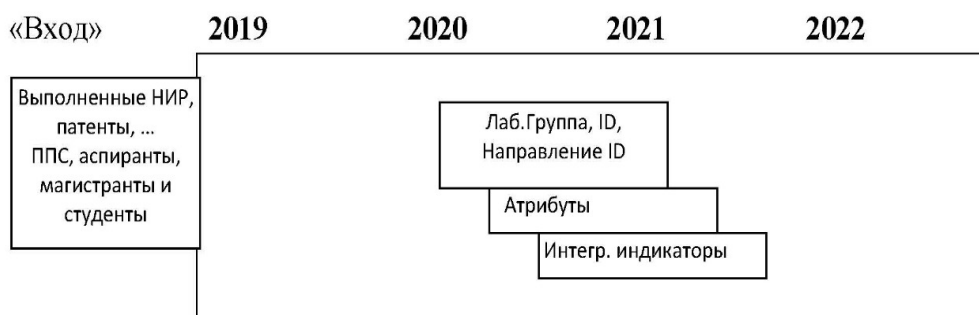 «Вход» 2019 2020 2021 2022
Выполненные НИР,
патенты, ...
ППС, аспиранты,
магистранты и
студенты
Лаб.Группа, ID,
Направление ID
Атрибуты
Интегр. индикаторы